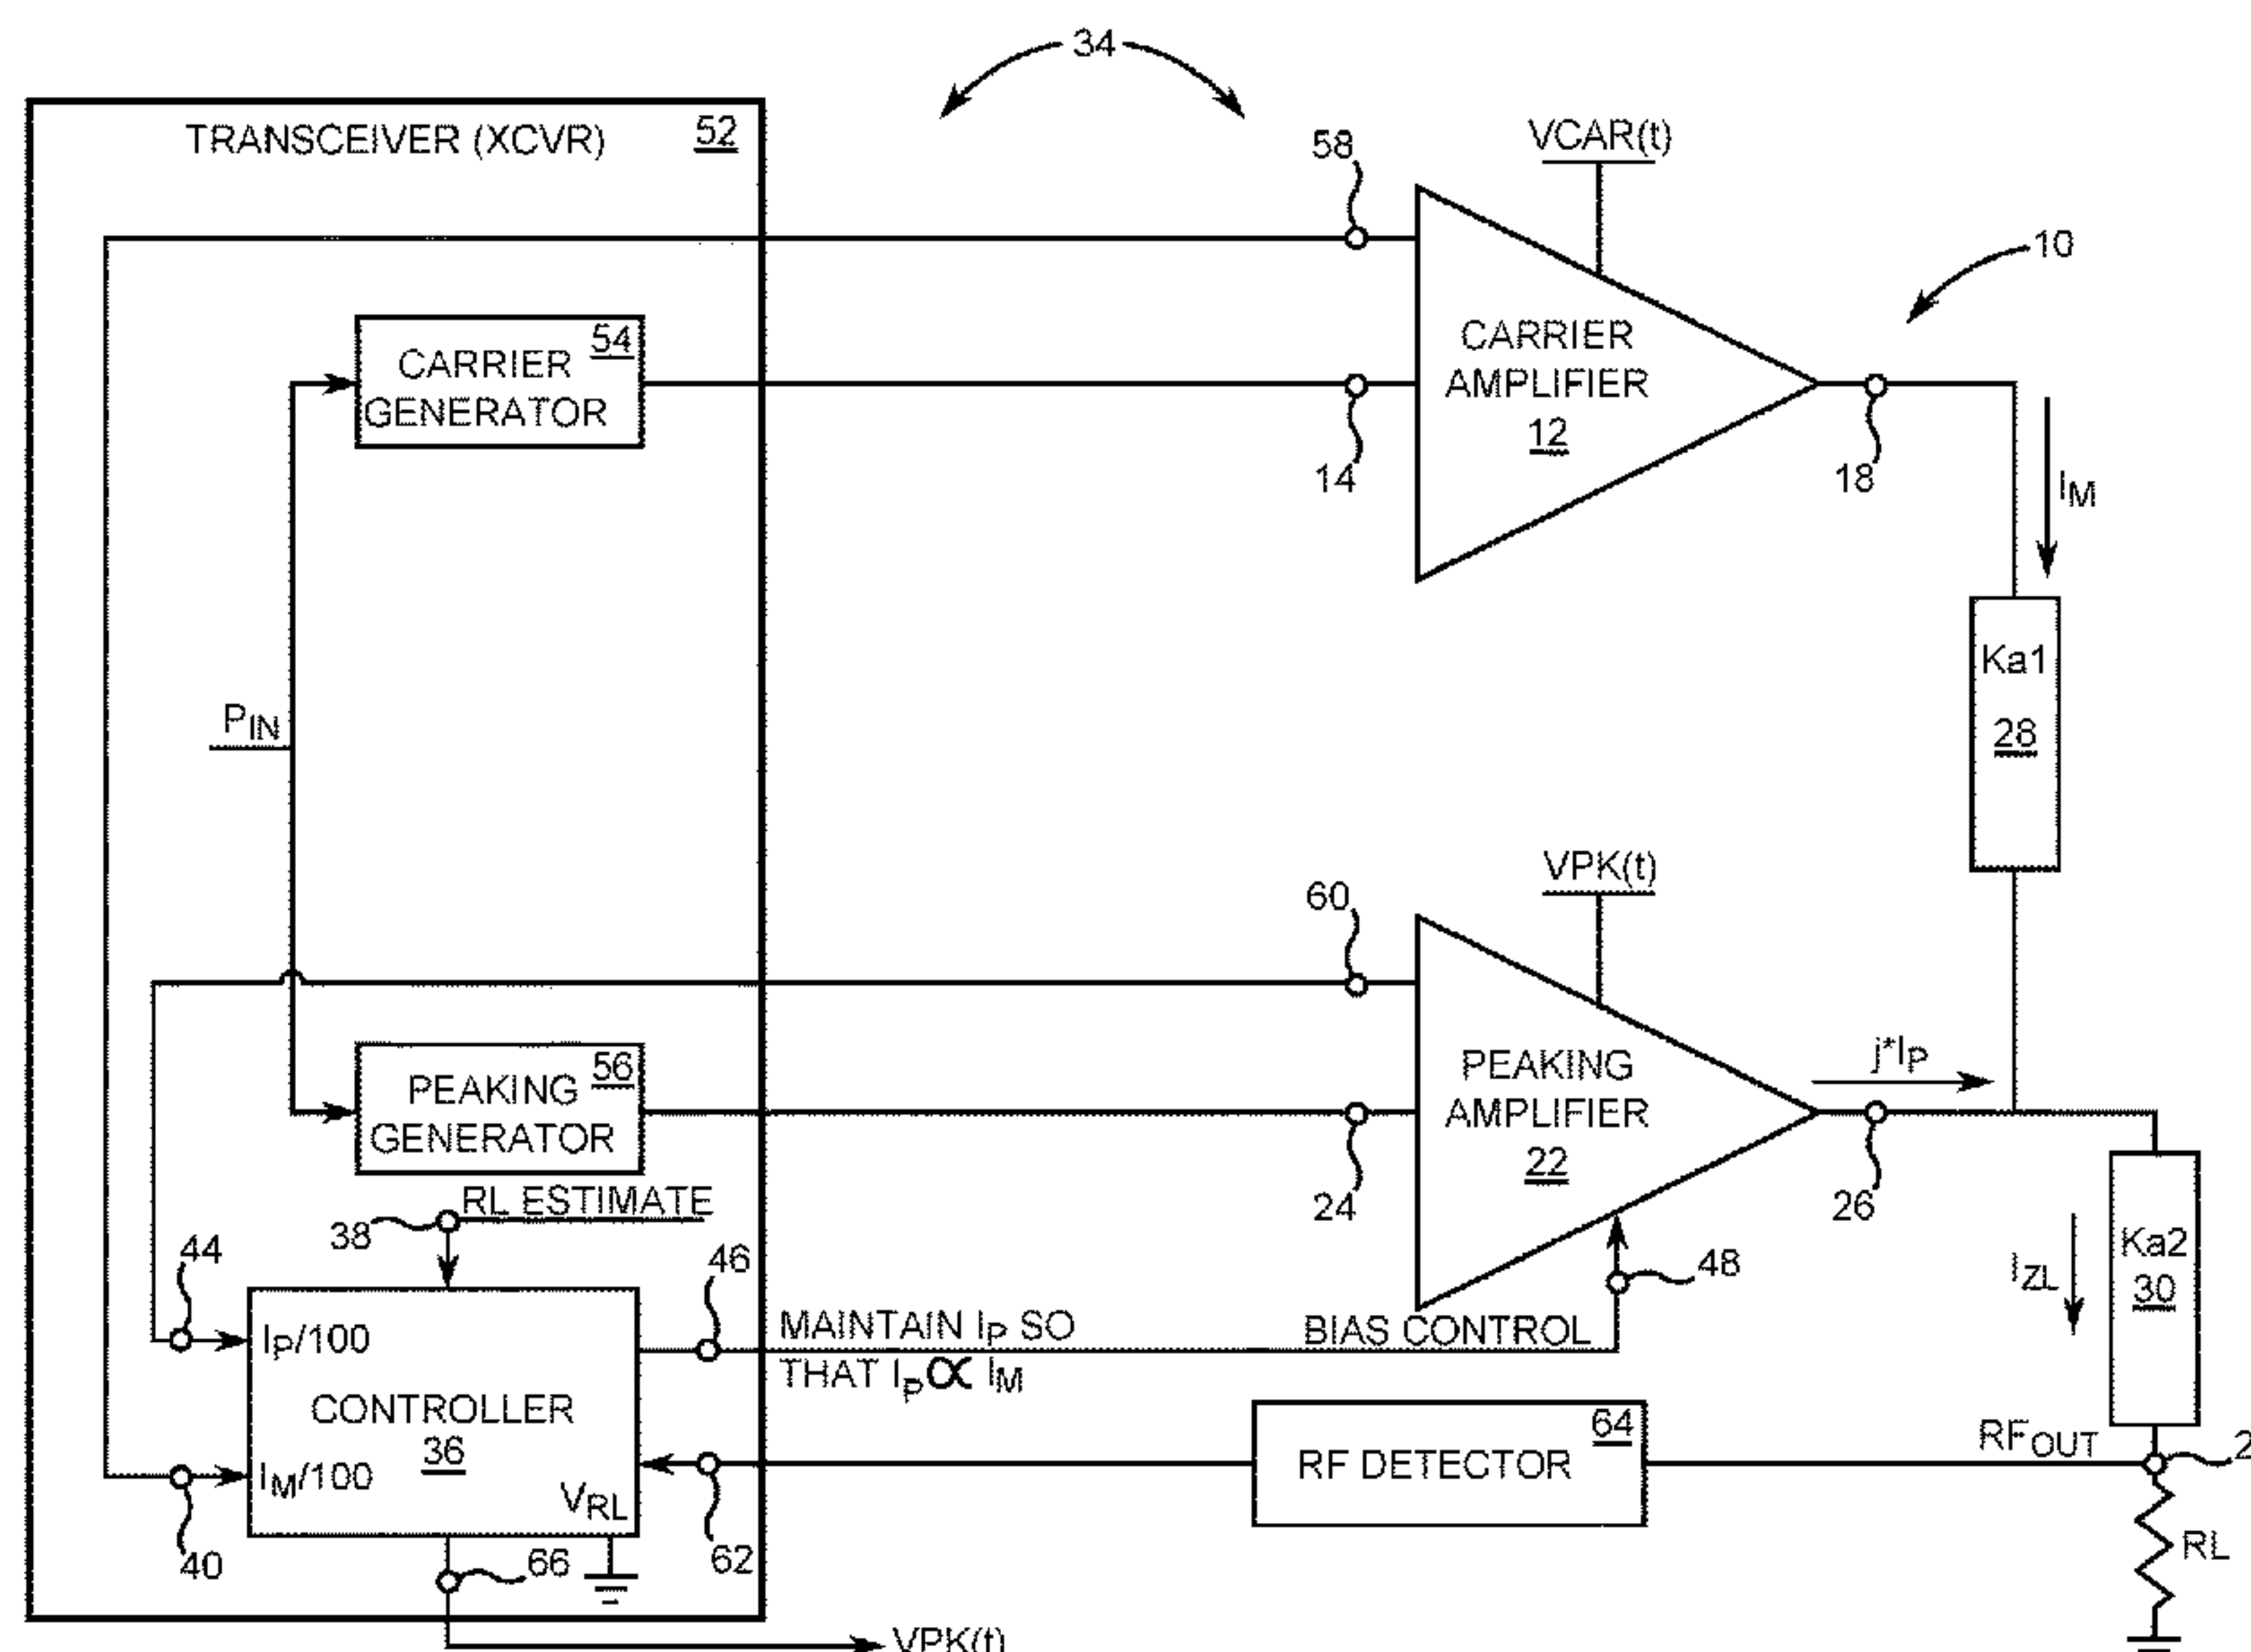 34
TRANSCEIVER (XCVR) 52
58
VCAR(t)
10
CARRIER
GENERATOR
54
CARRIER
AMPLIFIER
12
14
18
IM
Ka1
28
PIN
60
VPK(t)
PEAKING
GENERATOR
56
PEAKING
AMPLIFIER
22
j*IP
24
26
RL ESTIMATE
38
44
46
48
Ka2
30
IZL
IP/100
MAINTAIN IP SO
THAT IP ∝ IM
BIAS CONTROL
CONTROLLER
36
RF DETECTOR
64
RFOUT
IM/100
VRL
40
66
62
RL
VPK(t)